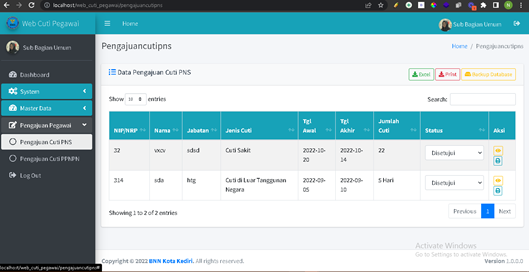 localhost/web_cuti_pegawai/pengajuancutipns
Web Cuti Pegawai
Home
Sub Bagian Umum
Sub Bagian Umum
Pengajuancutipns
Home / Pengajuancutipns
Dashboard
System
Master Data
Pengajuan Pegawai
Pengajuan Cuti PNS
Pengajuan Cuti PPNPN
Log Out
Data Pengajuan Cuti PNS
Excel
Print
Backup Database
Show 10 entries
Search:
NIP/NRP Nama Jabatan Jenis Cuti Tgl Awal Tgl Akhir Jumlah Cuti Status Aksi
32 vxcv sdsd Cuti Sakit 2022-10-20 2022-10-14 22 Disetujui
314 sda htg Cuti di Luar Tanggungan Negara 2022-09-05 2022-09-10 5 Hari Disetujui
Showing 1 to 2 of 2 entries
Previous 1 Next
Activate Windows
Go to Settings to activate Windows.
Copyright © 2022 BNN Kota Kediri. All rights reserved.
Version 1.0.0.0
localhost/web_cuti_pegawai/pengajuancutipns#